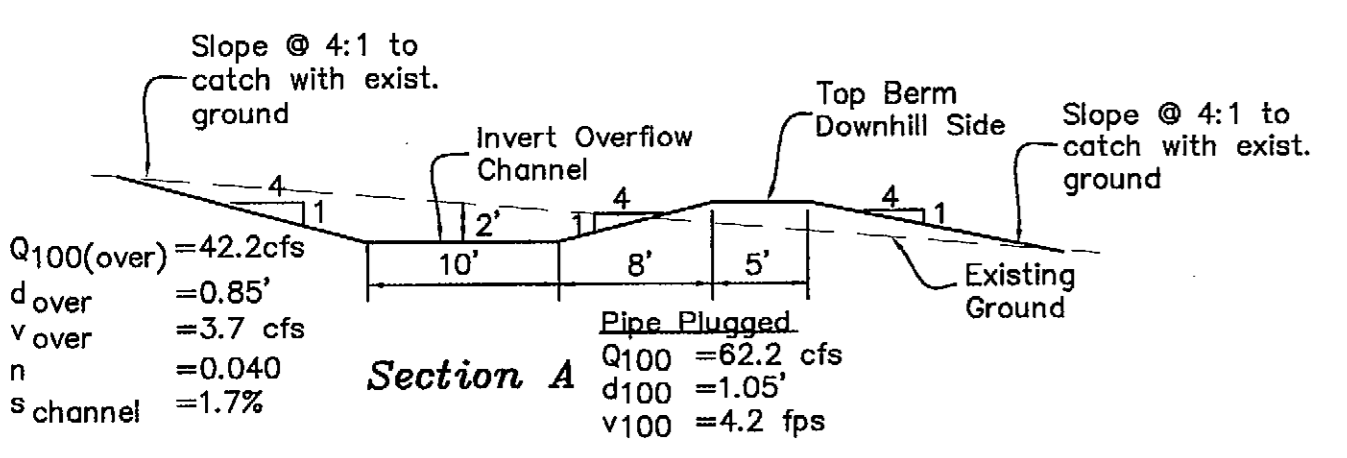 Slope @ 4:1 to
catch with exist.
ground
Invert Overflow
Channel
Top Berm
Downhill Side
Slope @ 4:1 to
catch with exist.
ground
4
1
2'
4
1
4
1
10'
8'
5'
Existing
Ground
Q100(over) =42.2cfs
d over =0.85'
v over =3.7 cfs
n =0.040
s channel =1.7%
Section A
Pipe Plugged
Q100 =62.2 cfs
d100 =1.05'
v100 =4.2 fps